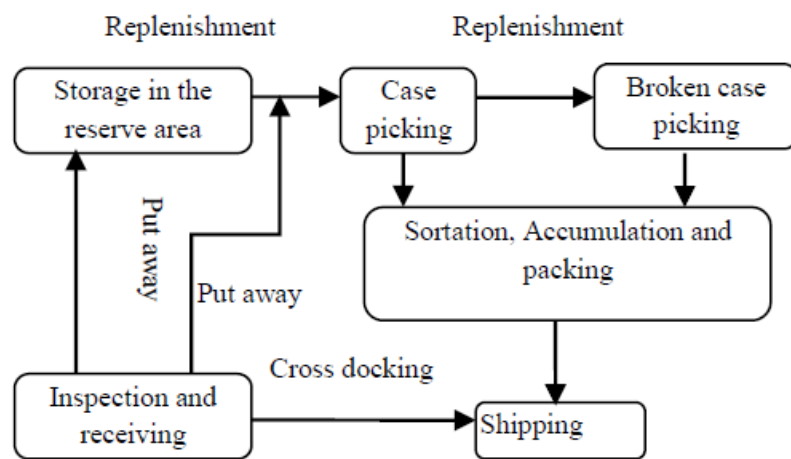 Replenishment
Replenishment
Storage in the
reserve area
Case
picking
Broken case
picking
Put away
Sortation, Accumulation and
packing
Put away
Cross docking
Inspection and
receiving
Shipping